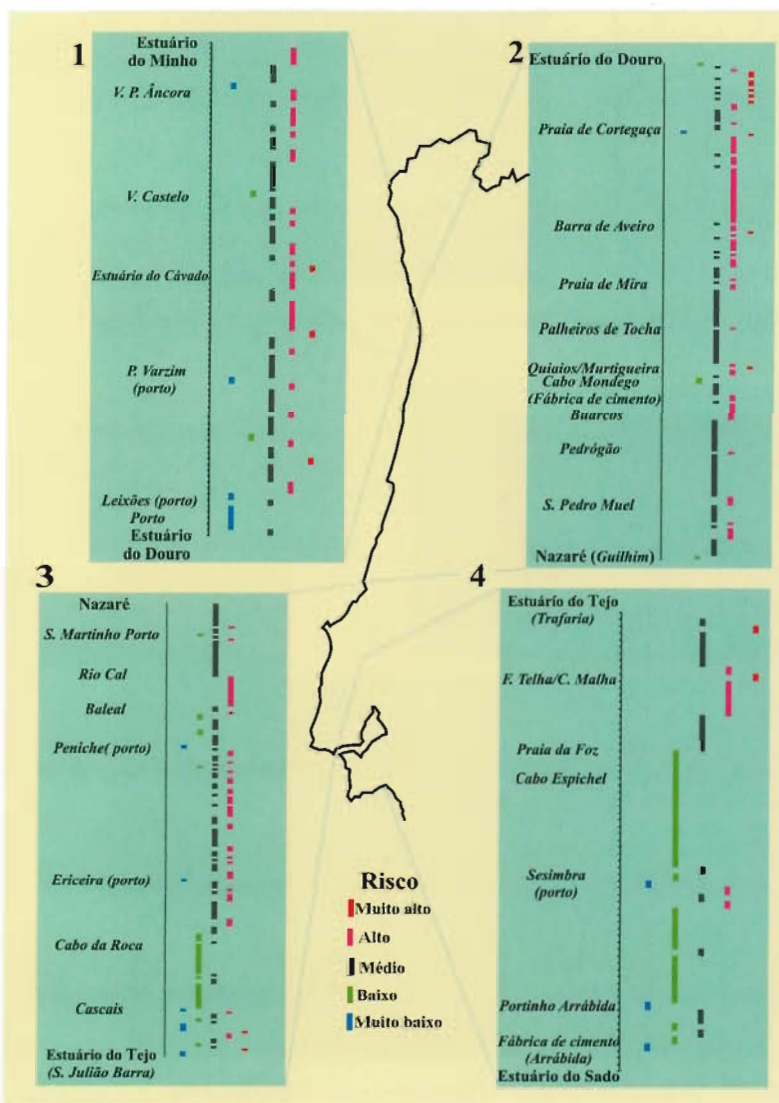 1
Estuário
do Minho
V. P. Âncora
V. Castelo
Estuário do Cávado
P. Varzim
(porto)
Leixões (porto)
Porto
Estuário
do Douro
2
Estuário do Douro
Praia de Cortegaça
Barra de Aveiro
Praia de Mira
Palheiros de Tocha
Quiaios/Murtigueira
Cabo Mondego
(Fábrica de cimento)
Buarcos
Pedrógão
S. Pedro Muel
Nazaré (Guilhim)
3
Nazaré
S. Martinho Porto
Rio Cal
Baleal
Peniche( porto)
Ericeira (porto)
Cabo da Roca
Cascais
Estuário do Tejo
(S. Julião Barra)
4
Estuário do Tejo
(Trafaria)
F. Telha/C. Malha
Praia da Foz
Cabo Espichel
Sesimbra
(porto)
Portinho Arrábida
Fábrica de cimento
(Arrábida)
Estuário do Sado
Risco
Muito alto
Alto
Médio
Baixo
Muito baixo